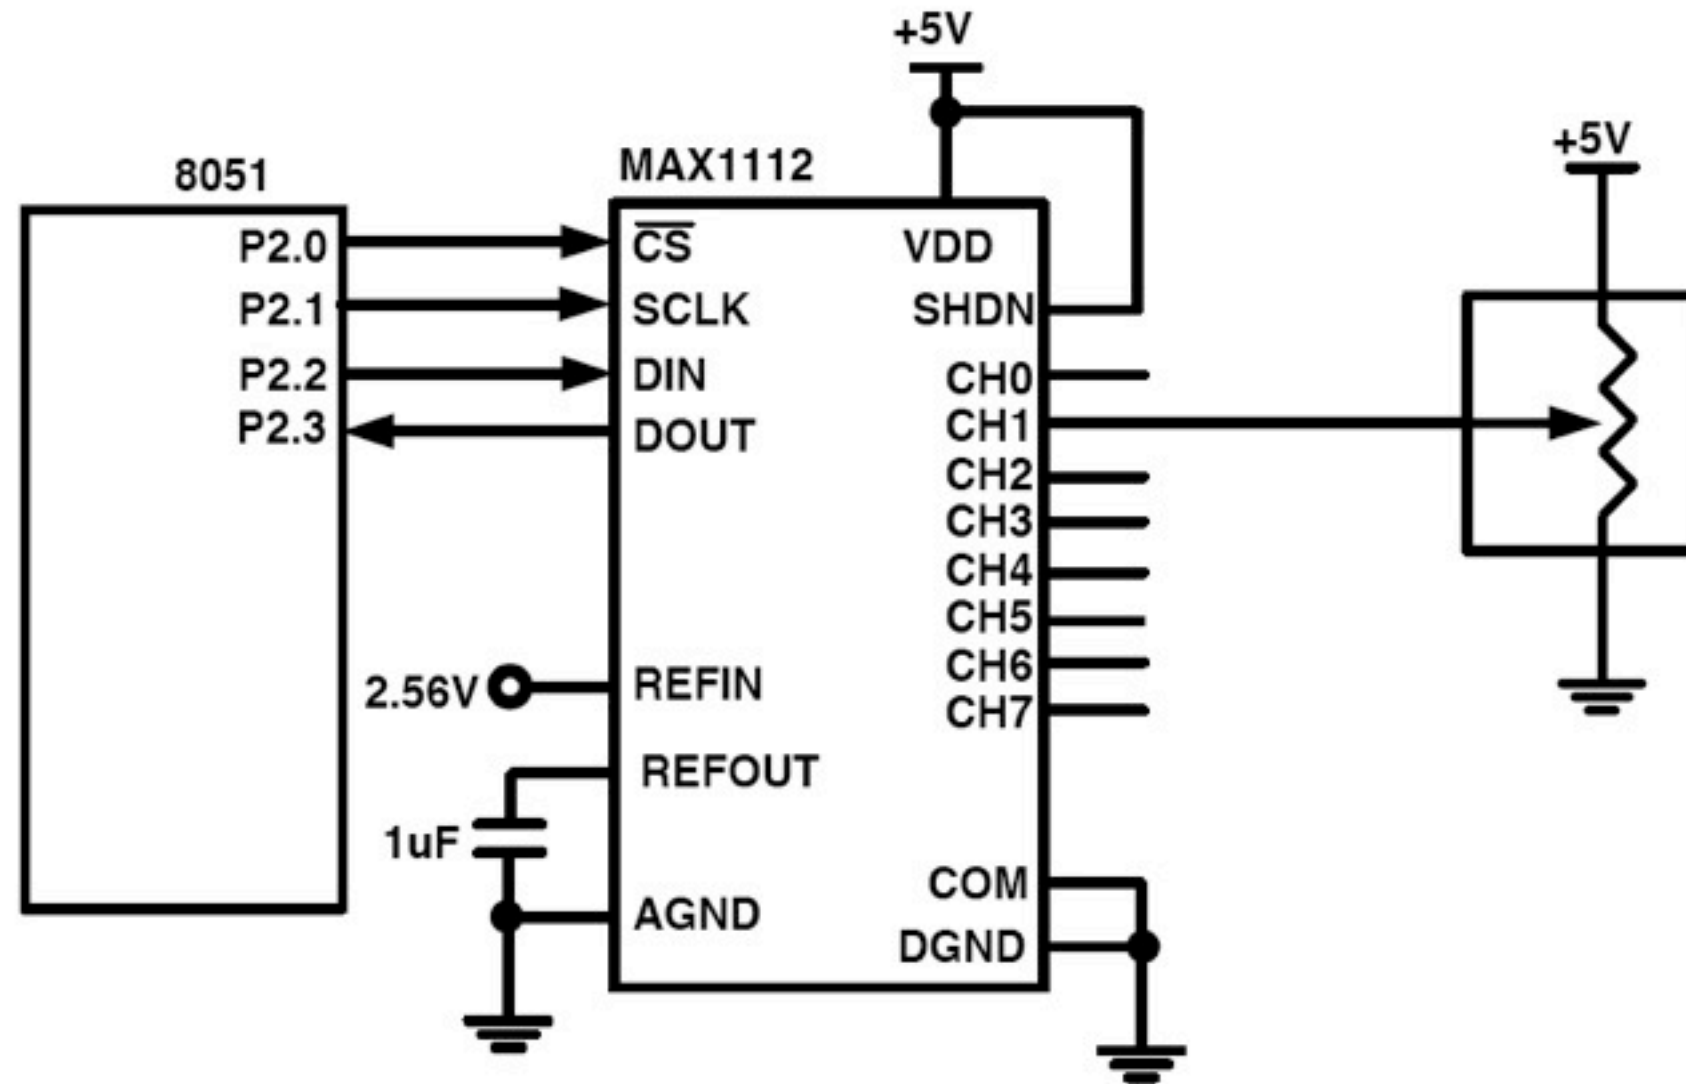 +5V
+5V
8051
MAX1112
P2.0
P2.1
P2.2
P2.3
CS
SCLK
DIN
DOUT
REFIN
REFOUT
AGND
VDD
SHDN
CH0
CH1
CH2
CH3
CH4
CH5
CH6
CH7
COM
DGND
2.56V
1uF